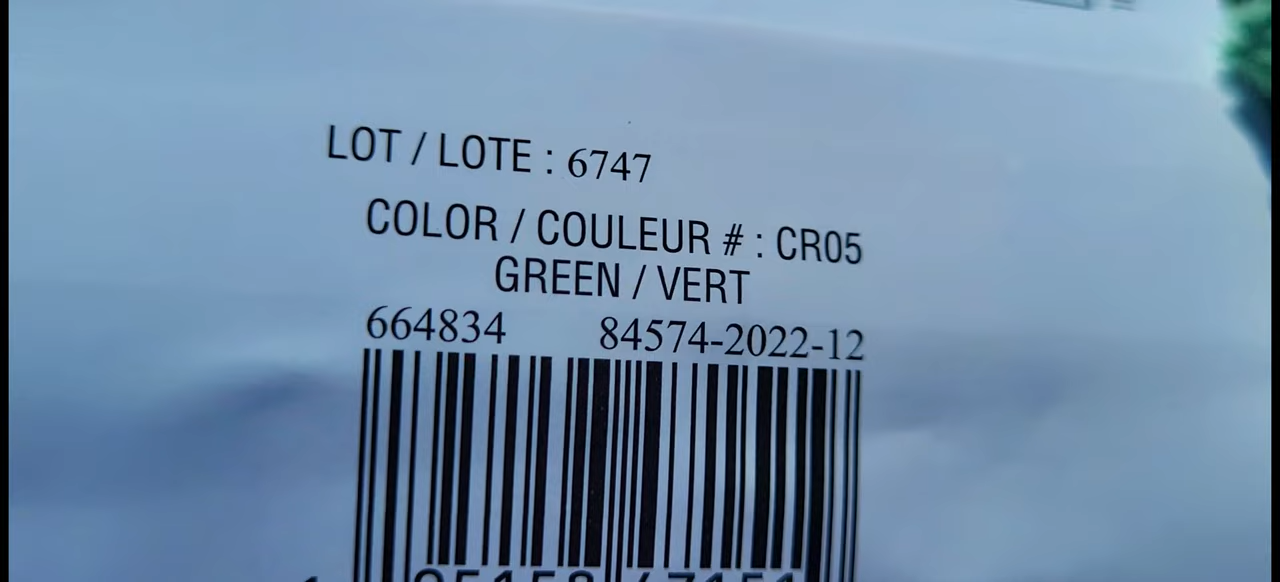 LOT / LOTE : 6747
COLOR / COULEUR # : CR05
GREEN / VERT
664834 84574-2022-12